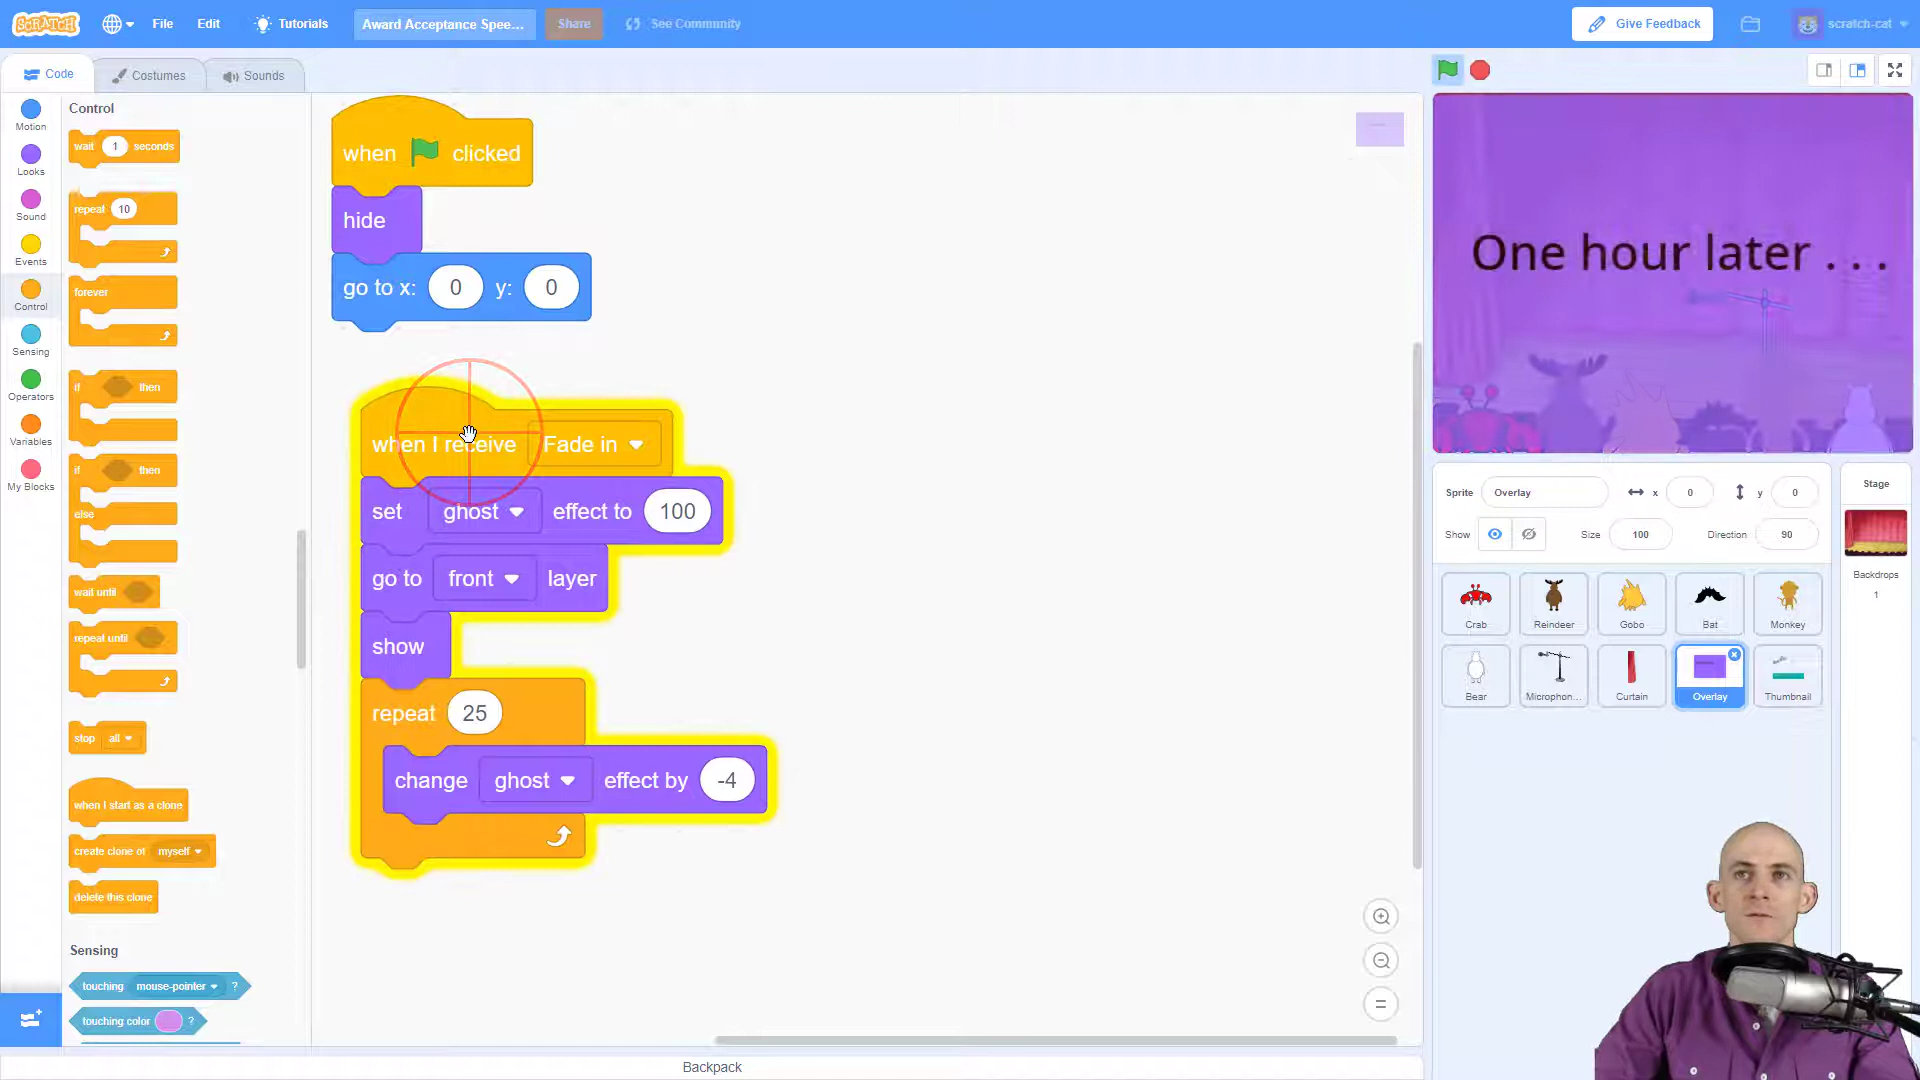 SCRATCH
File
Edit
Tutorials
Award Acceptance Spee...
Share
See Community
Give Feedback
scratch-cat
Code
Costumes
Sounds
Motion
Looks
Sound
Events
Control
Sensing
Operators
Variables
My Blocks
Control
wait 1 seconds
repeat 10
forever
if then
if then
else
wait until
repeat until
stop all
when I start as a clone
create clone of myself
delete this clone
Sensing
touching mouse-pointer ?
touching color ?
when clicked
hide
go to x: 0 y: 0
when I receive Fade in
set ghost effect to 100
go to front layer
show
repeat 25
change ghost effect by -4
Backpack
One hour later . . .
Sprite Overlay x 0 y 0
Show Size 100 Direction 90
Crab
Reindeer
Gobo
Bat
Monkey
Bear
Microphon...
Curtain
Overlay
Thumbnail
Stage
Backdrops
1